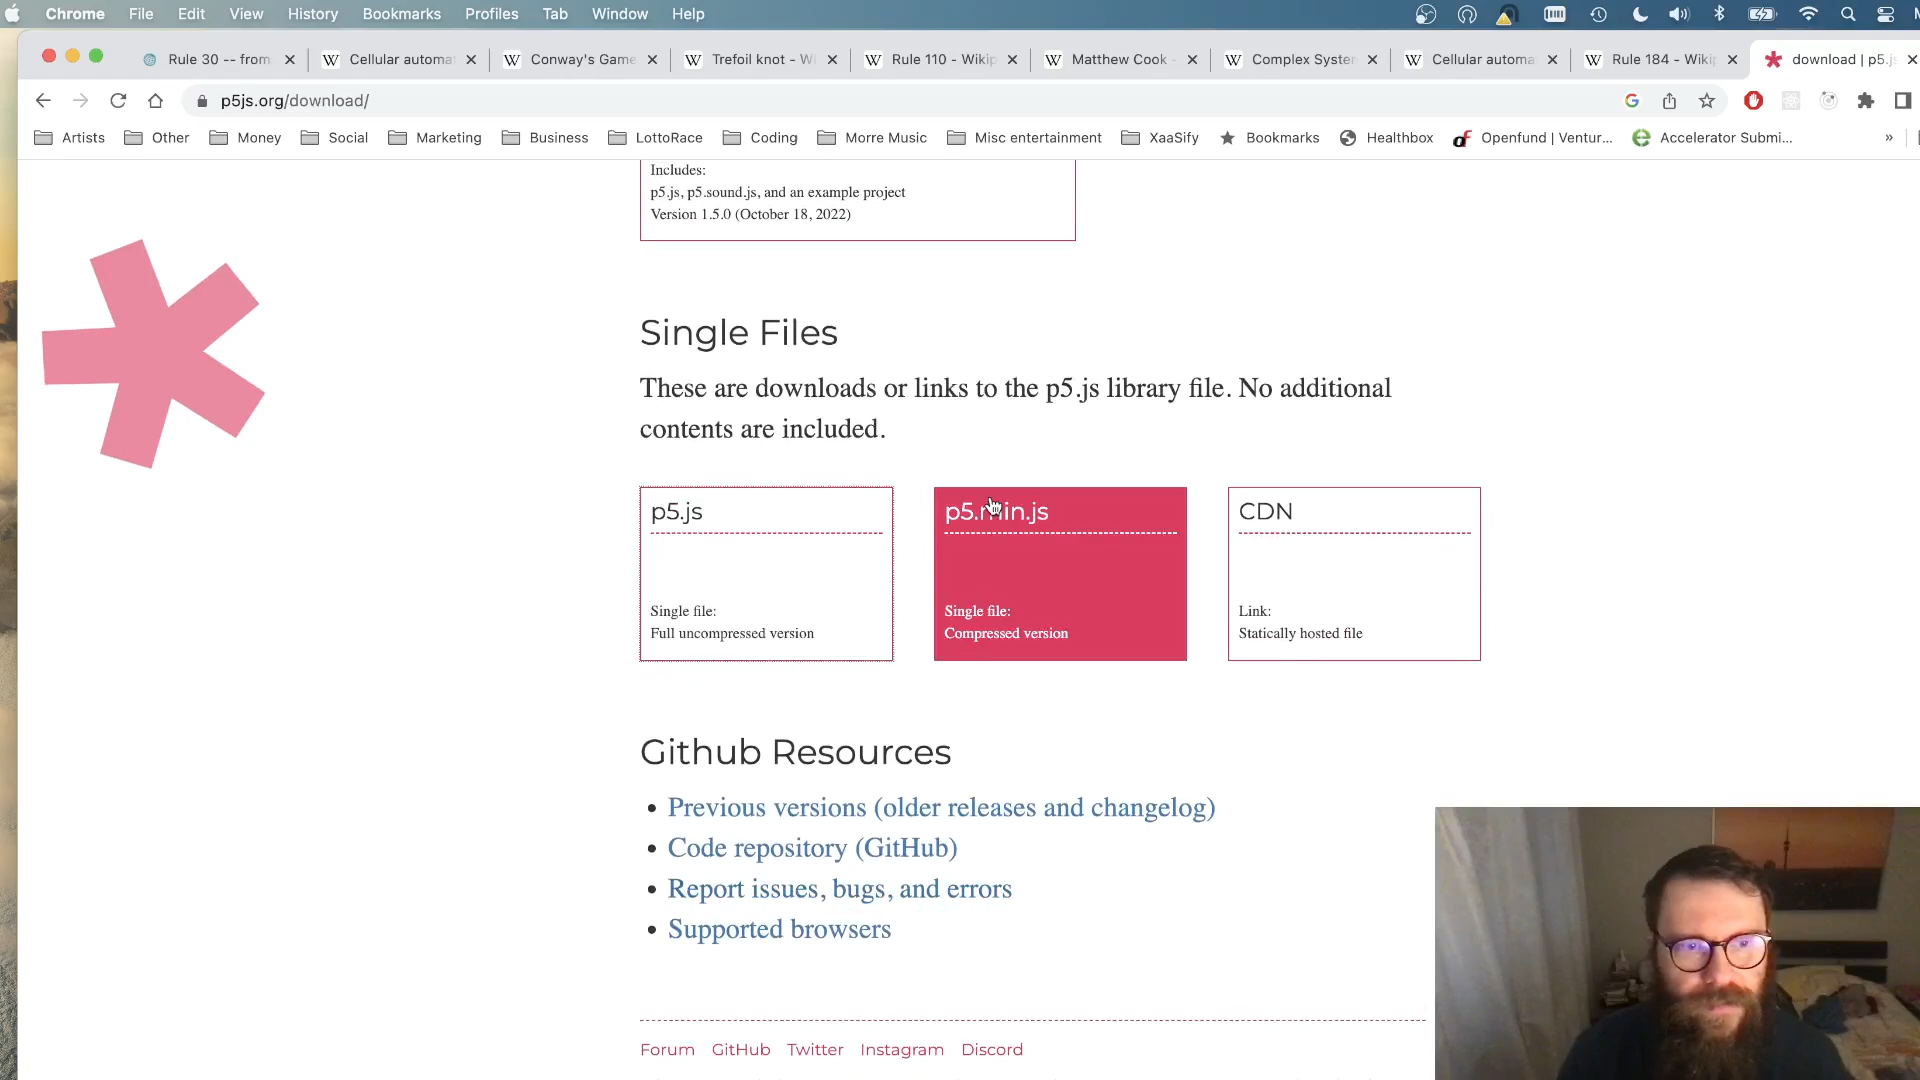 Chrome File Edit View History Bookmarks Profiles Tab Window Help
Rule 30 -- from Cellular automa Conway's Game Trefoil knot - W Rule 110 - Wikip Matthew Cook - Complex System Cellular automa Rule 184 - Wikip download | p5.js
p5js.org/download/
Artists Other Money Social Marketing Business LottoRace Coding Morre Music Misc entertainment XaaSify Bookmarks Healthbox Openfund | Ventur... Accelerator Submi... »
Includes:
p5.js, p5.sound.js, and an example project
Version 1.5.0 (October 18, 2022)
Single Files
These are downloads or links to the p5.js library file. No additional
contents are included.
p5.js
Single file:
Full uncompressed version
p5.min.js
Single file:
Compressed version
CDN
Link:
Statically hosted file
Github Resources
• Previous versions (older releases and changelog)
• Code repository (GitHub)
• Report issues, bugs, and errors
• Supported browsers
Forum GitHub Twitter Instagram Discord